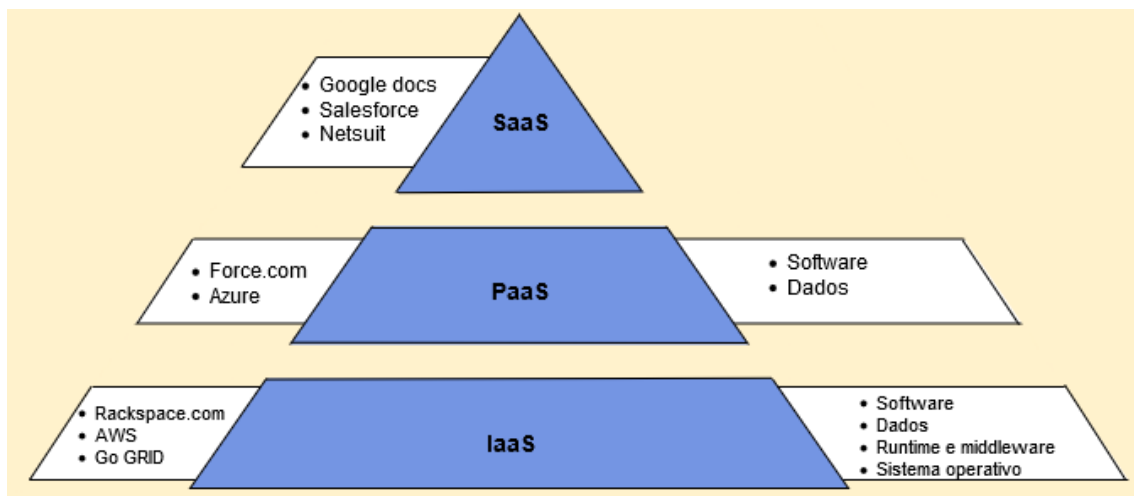 • Google docs
• Salesforce
• Netsuit
SaaS
• Force.com
• Azure
PaaS
• Software
• Dados
• Rackspace.com
• AWS
• Go GRID
IaaS
• Software
• Dados
• Runtime e middleware
• Sistema operativo